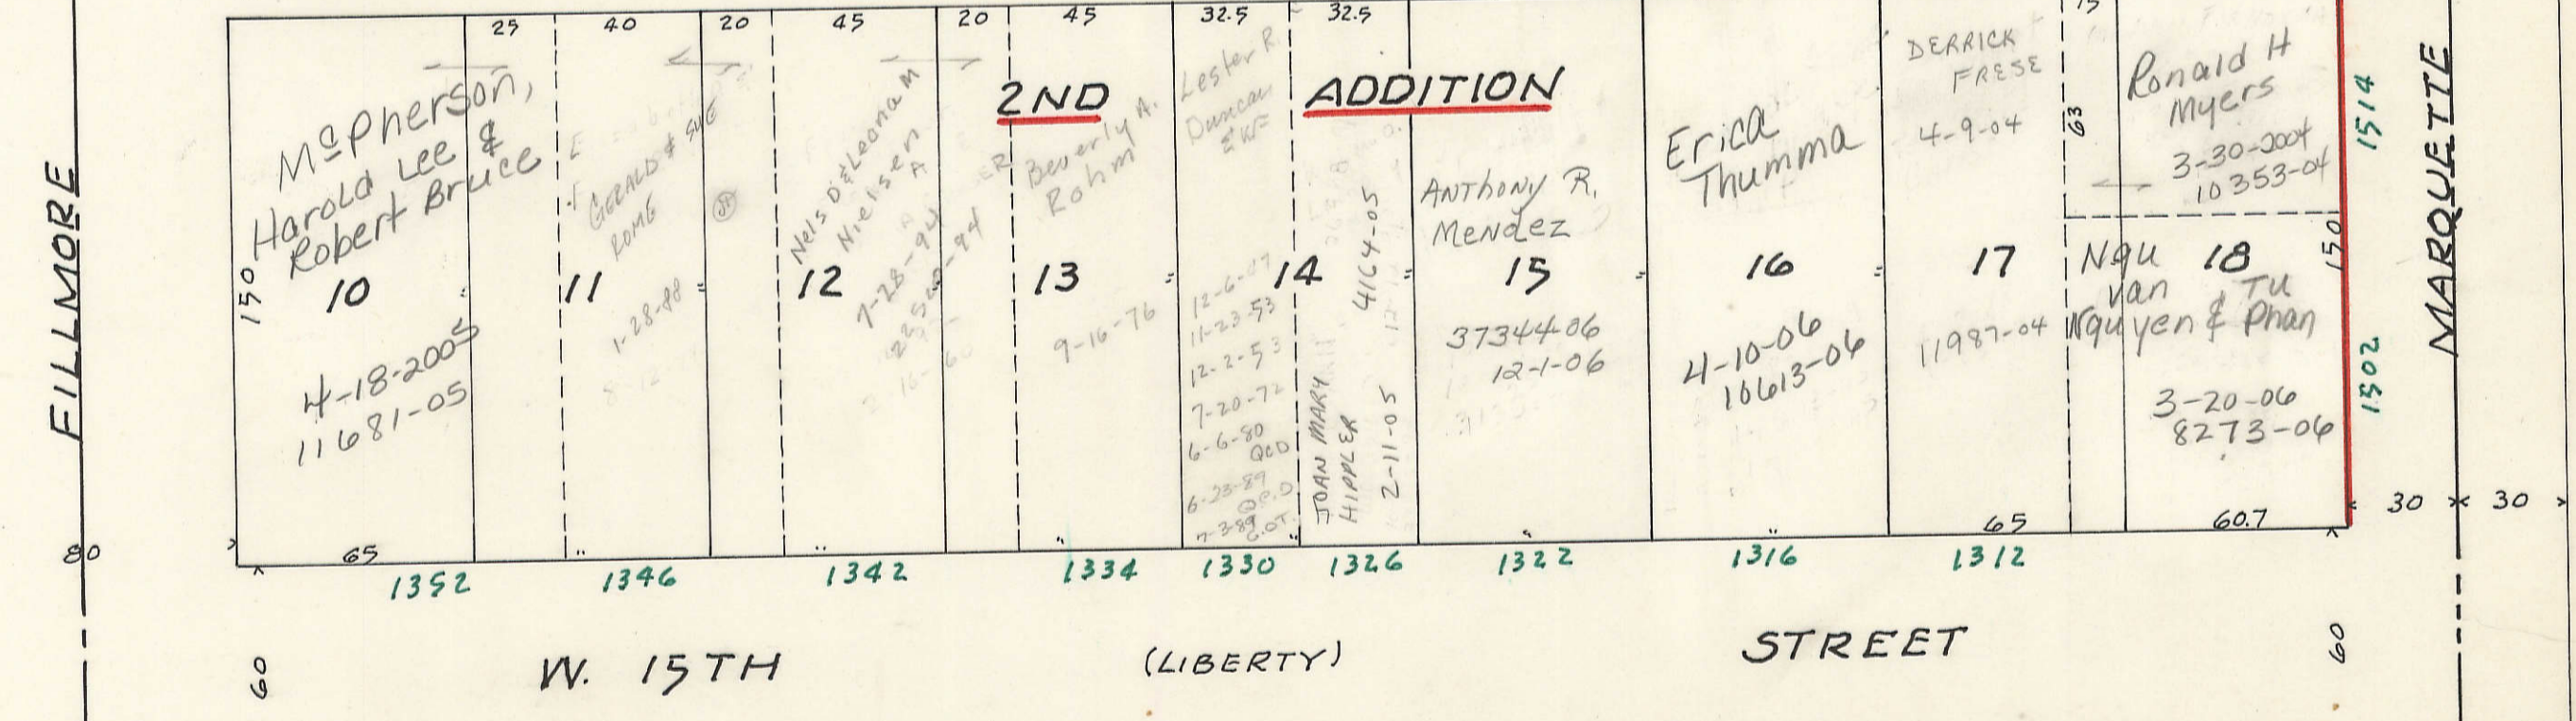 25 40 20 45 20 45 32.5 32.5 15
2ND ADDITION
FILLMORE
MARQUETTE
McPherson,
Harold Lee &
Robert Bruce
150
10
4-18-2005
11681-05
GERALD & SUE
ROME
11
1-28-88
Nels D & Leona M
Nielsen
12
7-28-94
Beverly A.
Rohm
13
9-16-76
Lester R.
Duncan
& WF
14
11-23-53
12-2-53
7-20-72
6-6-80
QCD
6-23-89
QCD
7-3-89
JOAN MARY
HIPPLER
4164-05
2-11-05
Anthony R.
Mendez
15
37344-06
12-1-06
Erica
Thumma
16
4-10-06
10613-06
DERRICK
FRESE
4-9-04
17
11987-04
63
Ronald H
Myers
3-30-2004
10353-04
Ngu 18
van & Tu
Nguyen & Phan
150
3-20-06
8273-06
1514
1502
30 30
80
65 65 60.7
1352 1346 1342 1334 1330 1326 1322 1316 1312
60 W. 15TH (LIBERTY) STREET 60